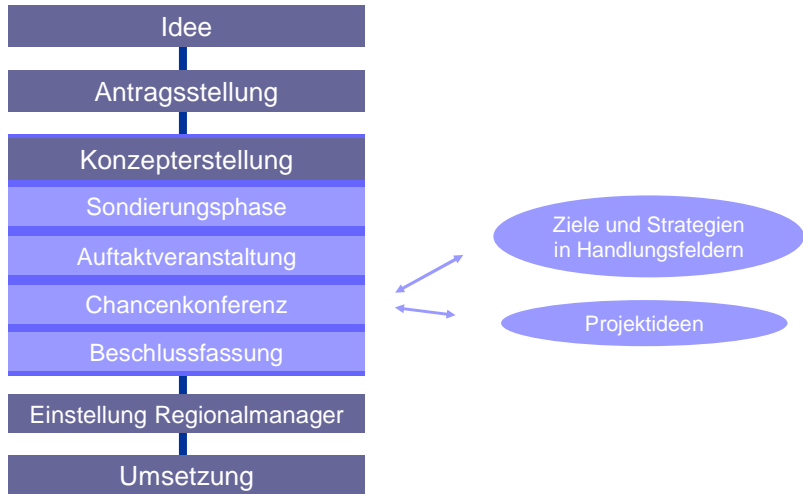 Idee
Antragsstellung
Konzepterstellung
Sondierungsphase
Auftaktveranstaltung
Chancenkonferenz
Beschlussfassung
Einstellung Regionalmanager
Umsetzung
Ziele und Strategien
in Handlungsfeldern
Projektideen